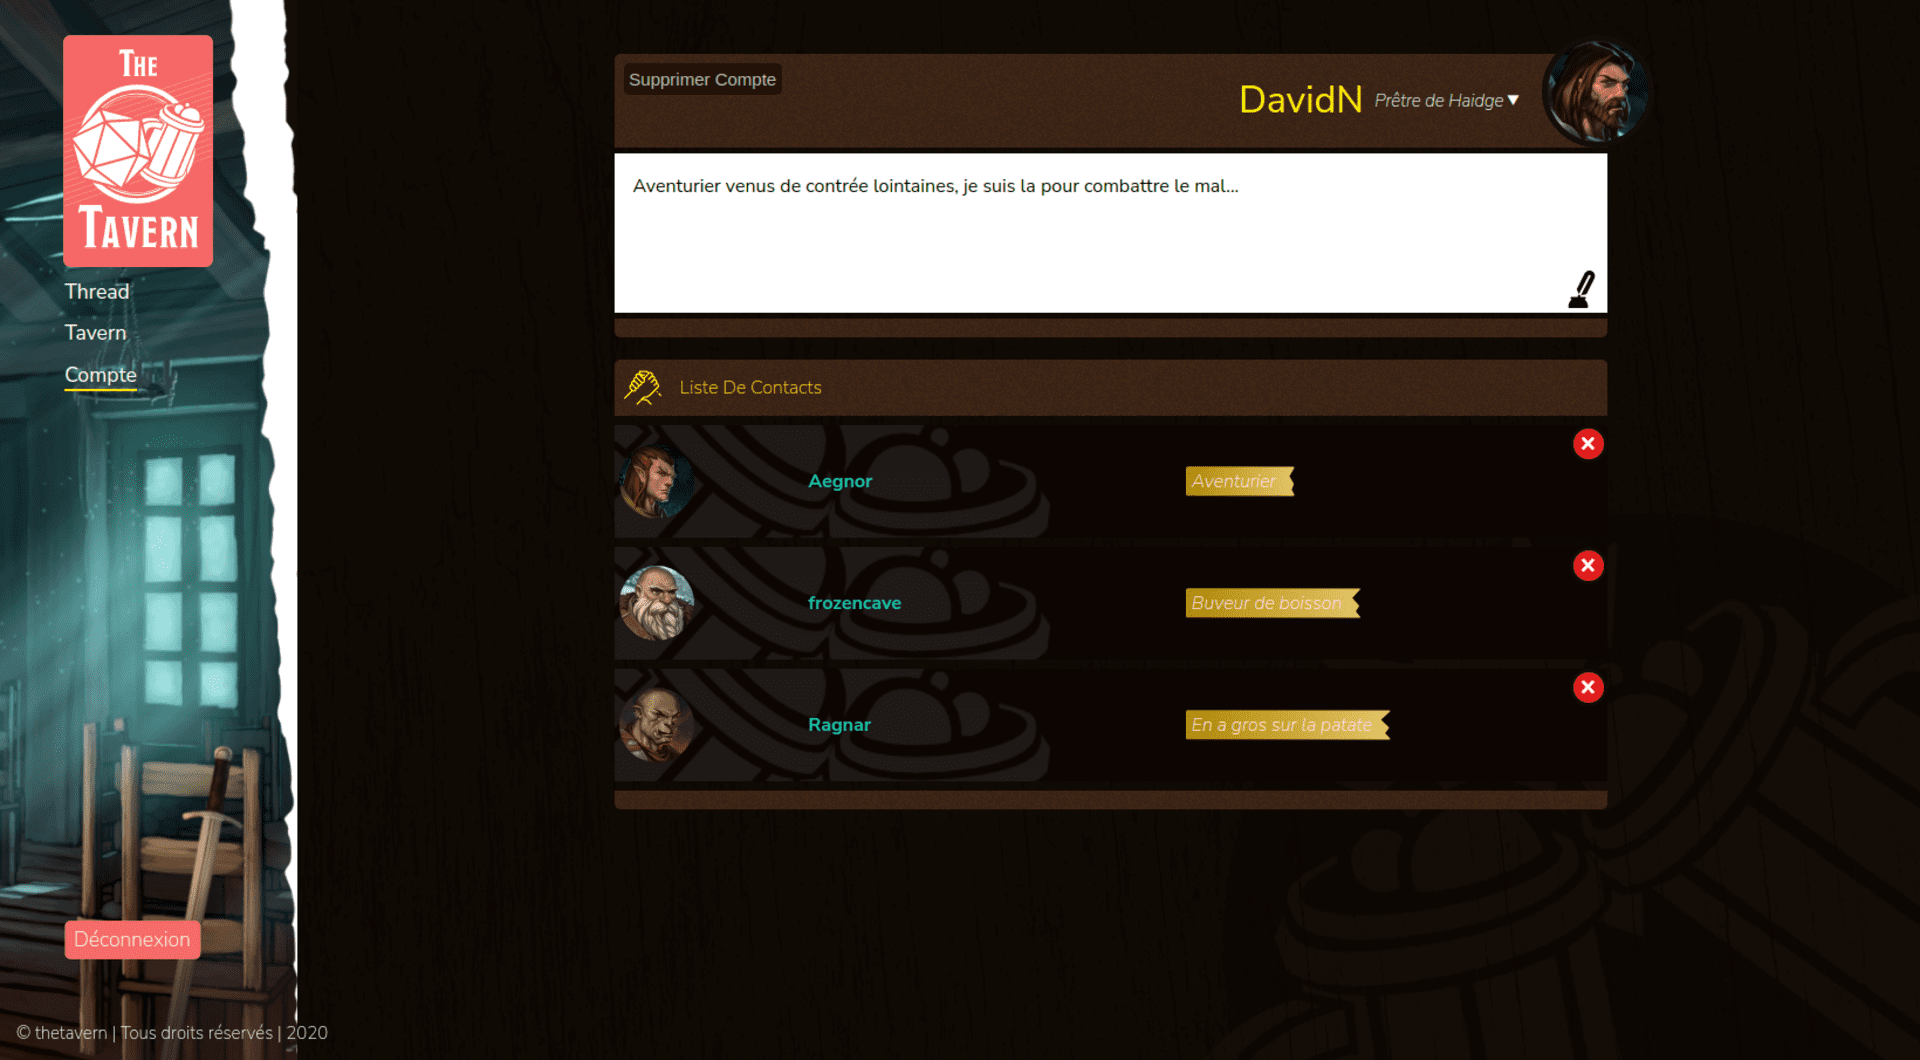 THE
TAVERN
Thread
Tavern
Compte
Déconnexion
© thetavern | Tous droits réservés | 2020
Supprimer Compte
DavidN Prêtre de Haidge▼
Aventurier venus de contrée lointaines, je suis la pour combattre le mal...
Liste De Contacts
Aegnor Aventurier
frozencave Buveur de boisson
Ragnar En a gros sur la patate